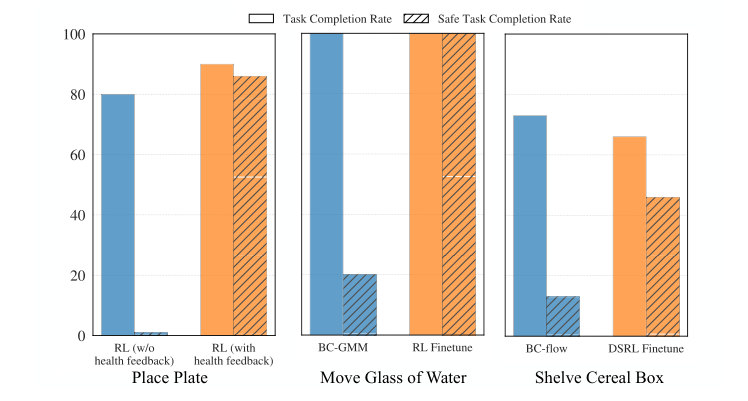 Task Completion Rate Safe Task Completion Rate
100
80
60
40
20
0
RL (w/o
health feedback)
RL (with
health feedback)
BC-GMM
RL Finetune
BC-flow
DSRL Finetune
Place Plate
Move Glass of Water
Shelve Cereal Box